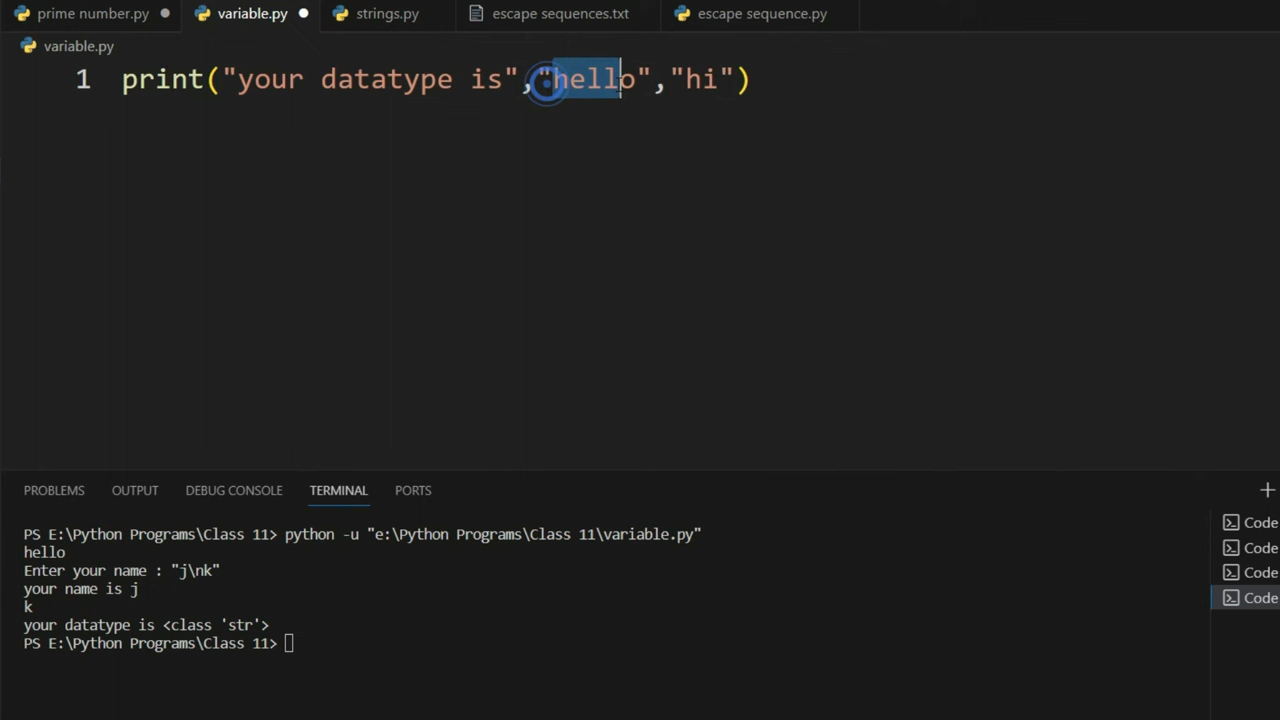 prime number.py variable.py strings.py escape sequences.txt escape sequence.py
variable.py
1 print("your datatype is","hello","hi")
PROBLEMS OUTPUT DEBUG CONSOLE TERMINAL PORTS
PS E:\Python Programs\Class 11> python -u "e:\Python Programs\Class 11\variable.py"
hello
Enter your name : "j\nk"
your name is j
k
your datatype is <class 'str'>
PS E:\Python Programs\Class 11>
Code
Code
Code
Code